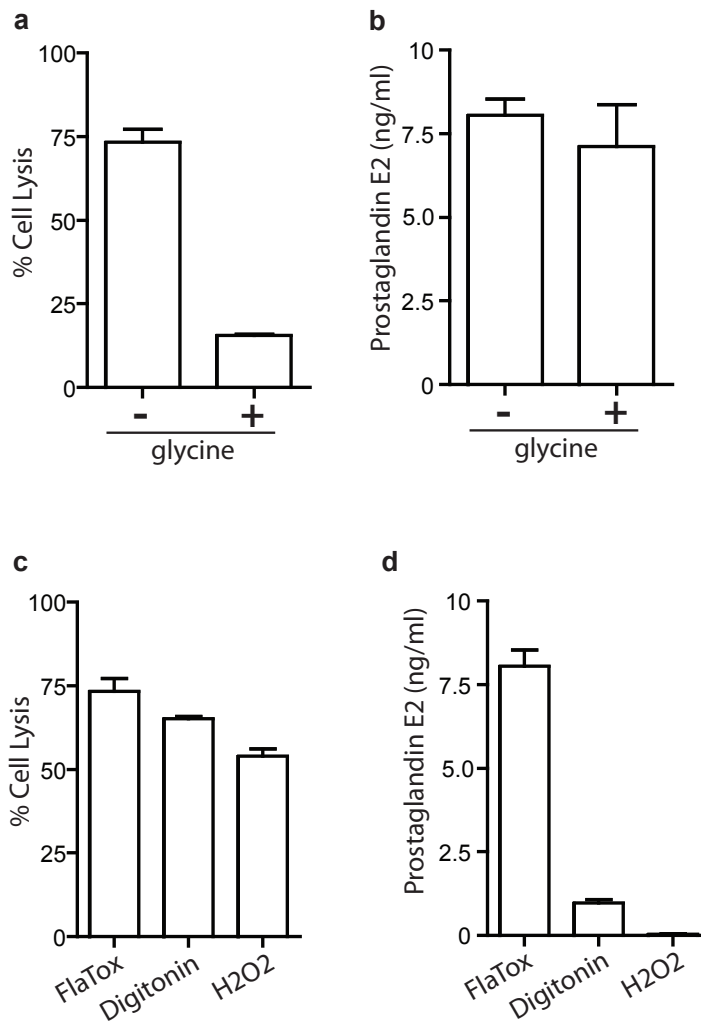 a
% Cell Lysis
100
75
50
25
0
- +
glycine
b
Prostaglandin E2 (ng/ml)
10
7.5
5.0
2.5
0
- +
glycine
c
% Cell Lysis
100
75
50
25
0
FlaTox Digitonin H2O2
d
Prostaglandin E2 (ng/ml)
10
7.5
5.0
2.5
0
FlaTox Digitonin H2O2